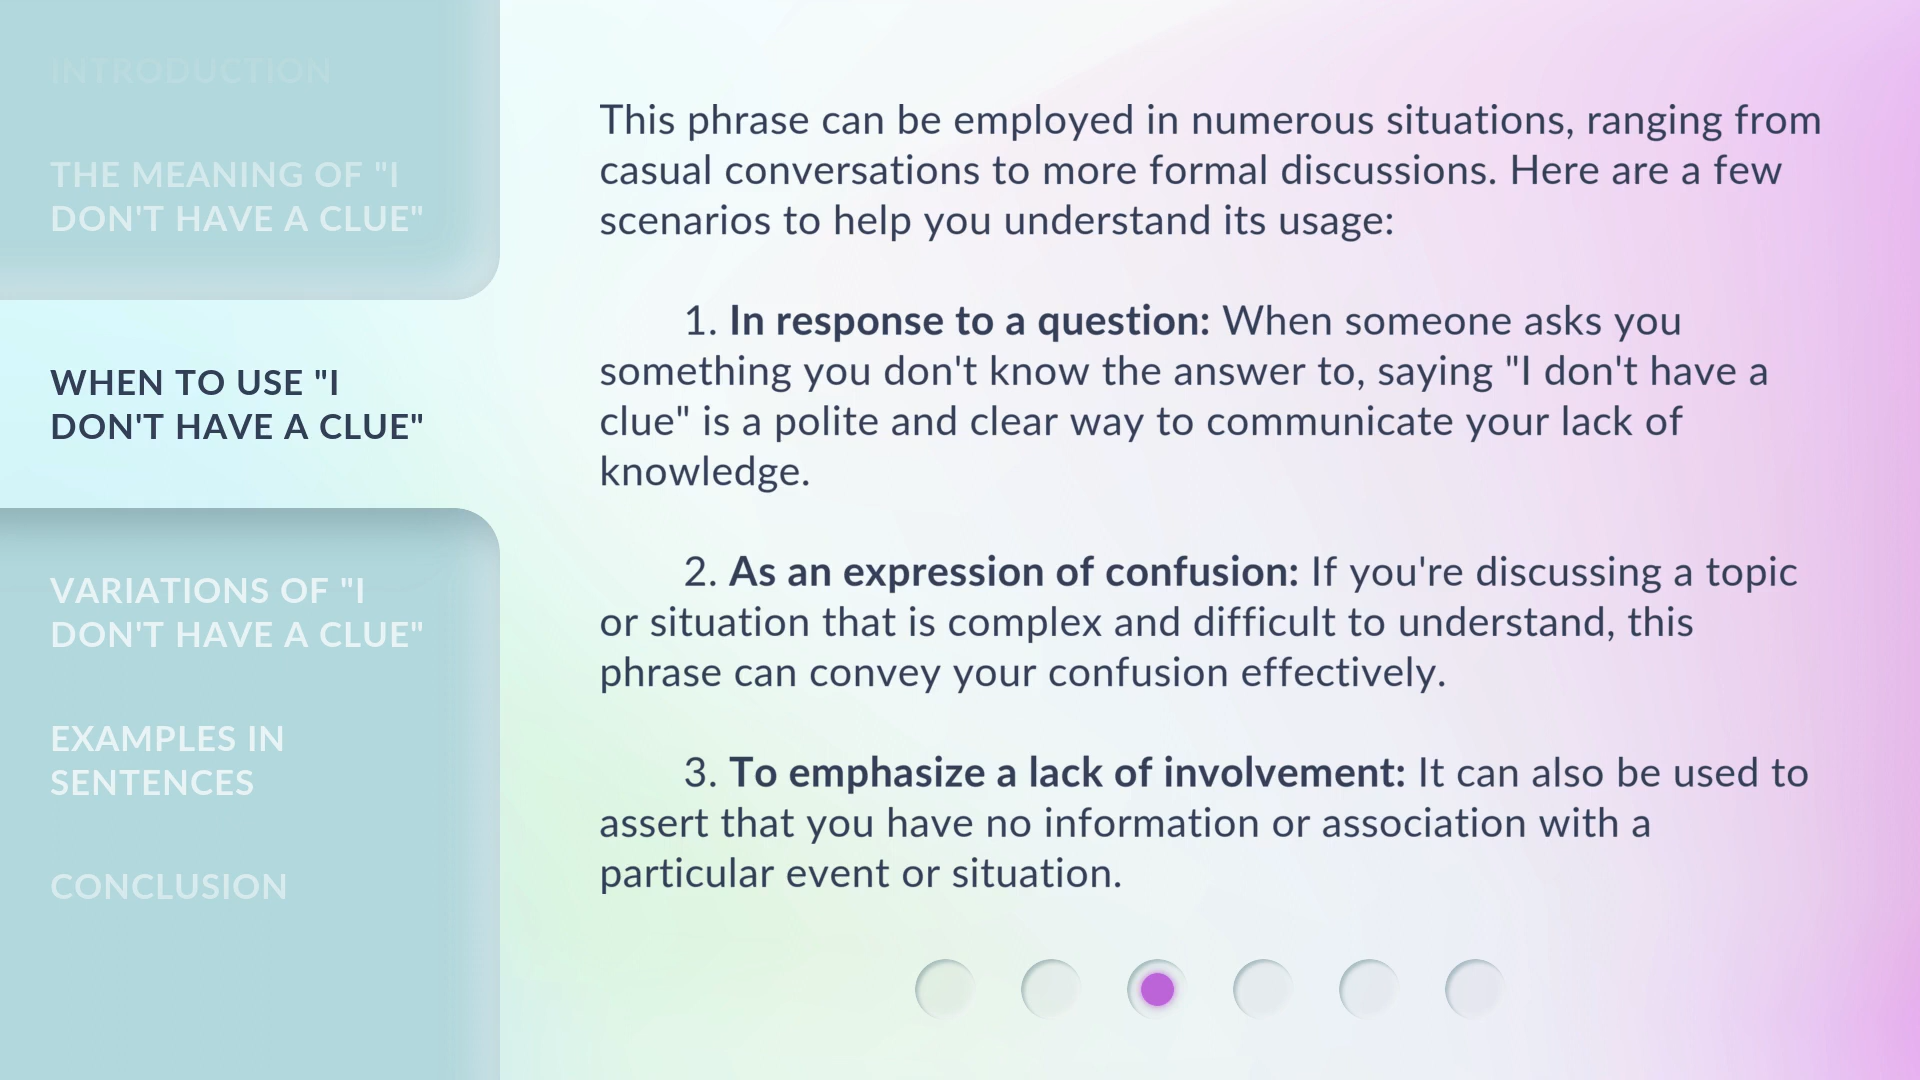 INTRODUCTION
THE MEANING OF "I
DON'T HAVE A CLUE"
WHEN TO USE "I
DON'T HAVE A CLUE"
VARIATIONS OF "I
DON'T HAVE A CLUE"
EXAMPLES IN
SENTENCES
CONCLUSION
This phrase can be employed in numerous situations, ranging from
casual conversations to more formal discussions. Here are a few
scenarios to help you understand its usage:
1. In response to a question: When someone asks you
something you don't know the answer to, saying "I don't have a
clue" is a polite and clear way to communicate your lack of
knowledge.
2. As an expression of confusion: If you're discussing a topic
or situation that is complex and difficult to understand, this
phrase can convey your confusion effectively.
3. To emphasize a lack of involvement: It can also be used to
assert that you have no information or association with a
particular event or situation.